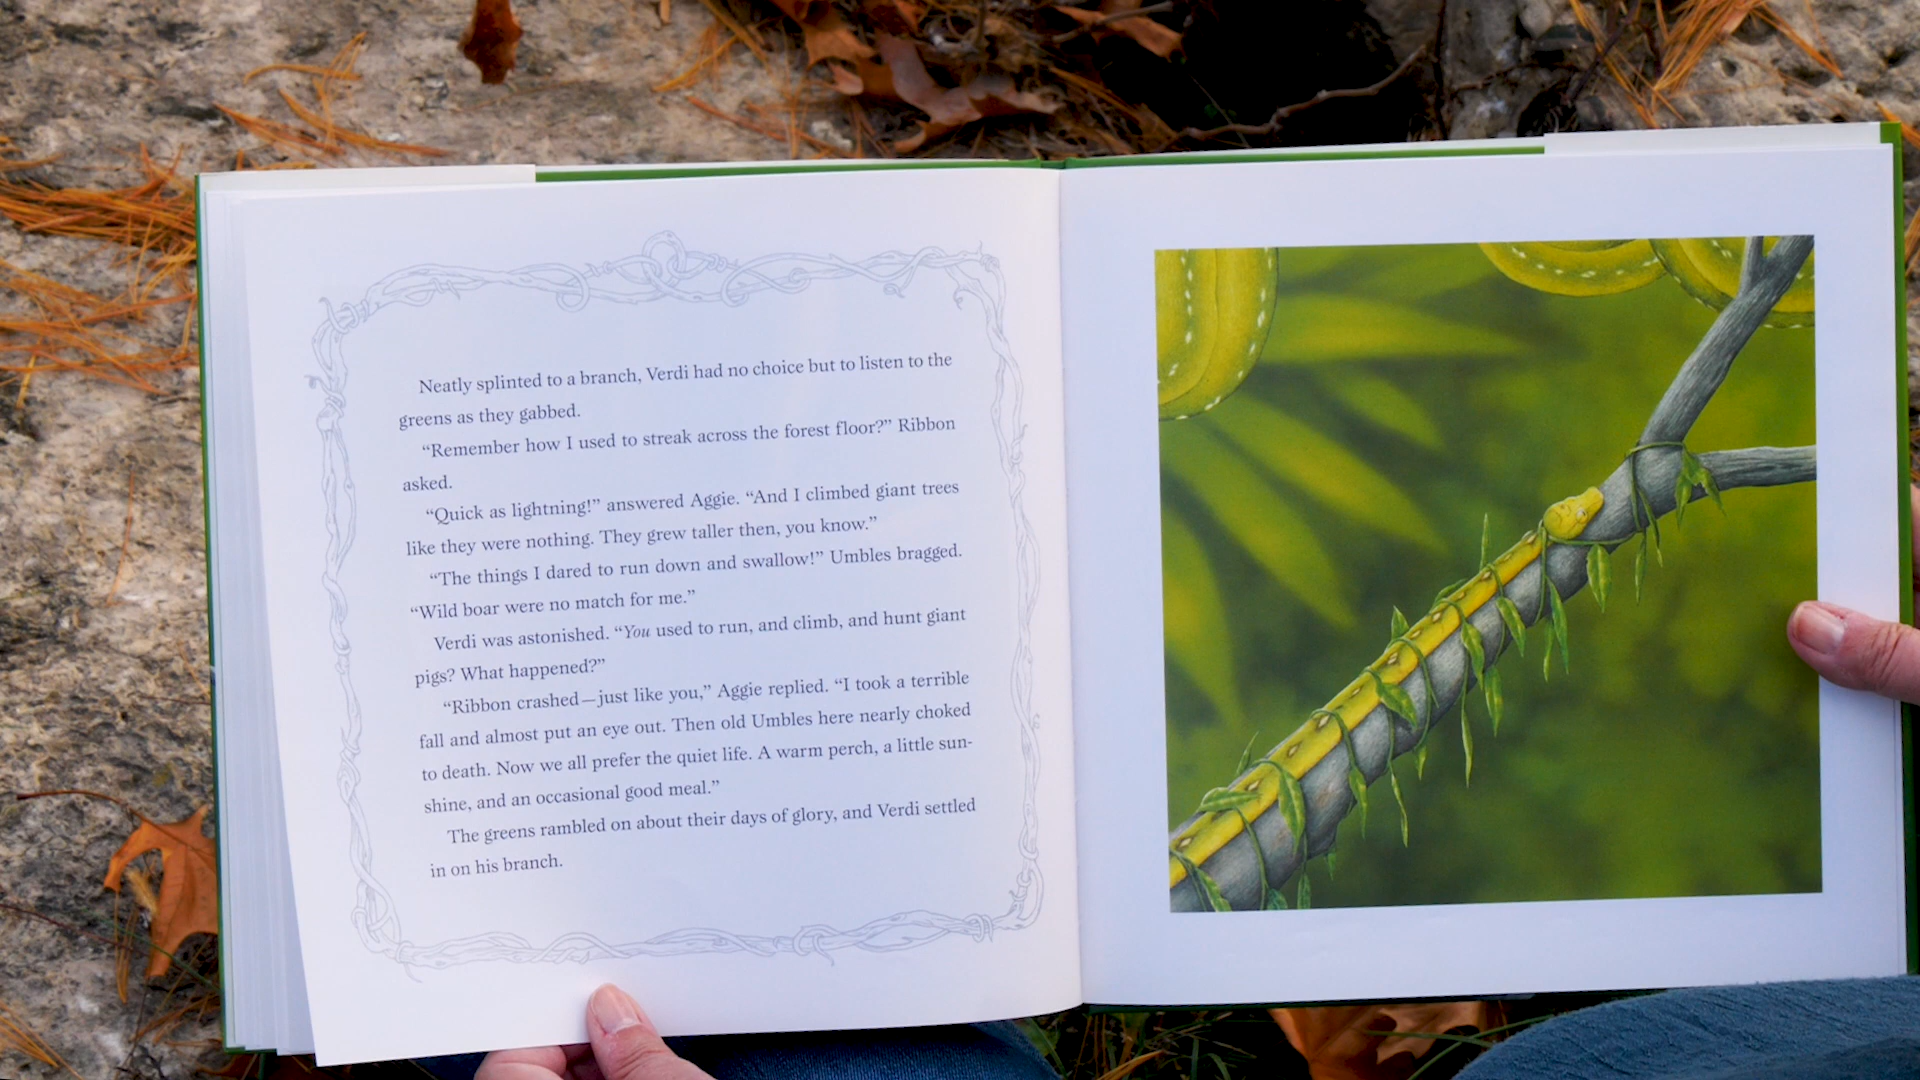 Neatly splinted to a branch, Verdi had no choice but to listen to the
greens as they gabbed.
“Remember how I used to streak across the forest floor?” Ribbon
asked.
“Quick as lightning!” answered Aggie. “And I climbed giant trees
like they were nothing. They grew taller then, you know.”
“The things I dared to run down and swallow!” Umbles bragged.
“Wild boar were no match for me.”
Verdi was astonished. “You used to run, and climb, and hunt giant
pigs? What happened?”
“Ribbon crashed—just like you,” Aggie replied. “I took a terrible
fall and almost put an eye out. Then old Umbles here nearly choked
to death. Now we all prefer the quiet life. A warm perch, a little sun-
shine, and an occasional good meal.”
The greens rambled on about their days of glory, and Verdi settled
in on his branch.